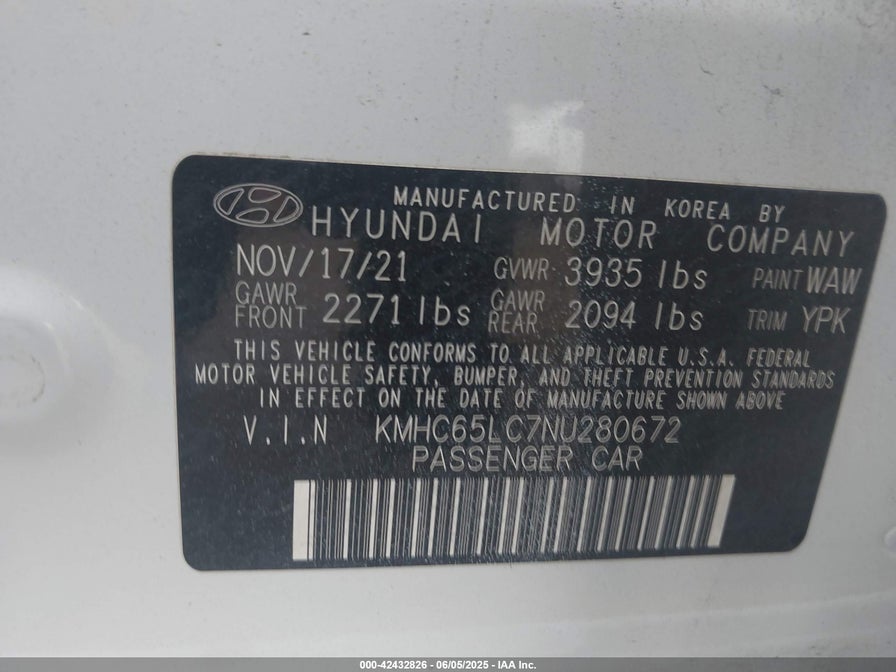 MANUFACTURED IN KOREA BY
HYUNDAI MOTOR COMPANY
NOV/17/21 GVWR 3935 lbs PAINT WAW
GAWR FRONT 2271 lbs GAWR REAR 2094 lbs TRIM YPK
THIS VEHICLE CONFORMS TO ALL APPLICABLE U.S.A. FEDERAL
MOTOR VEHICLE SAFETY, BUMPER, AND THEFT PREVENTION STANDARDS
IN EFFECT ON THE DATE OF MANUFACTURE SHOWN ABOVE
V.I.N KMHC65LC7NU280672
PASSENGER CAR
000-42432826 - 06/05/2025 - IAA Inc.